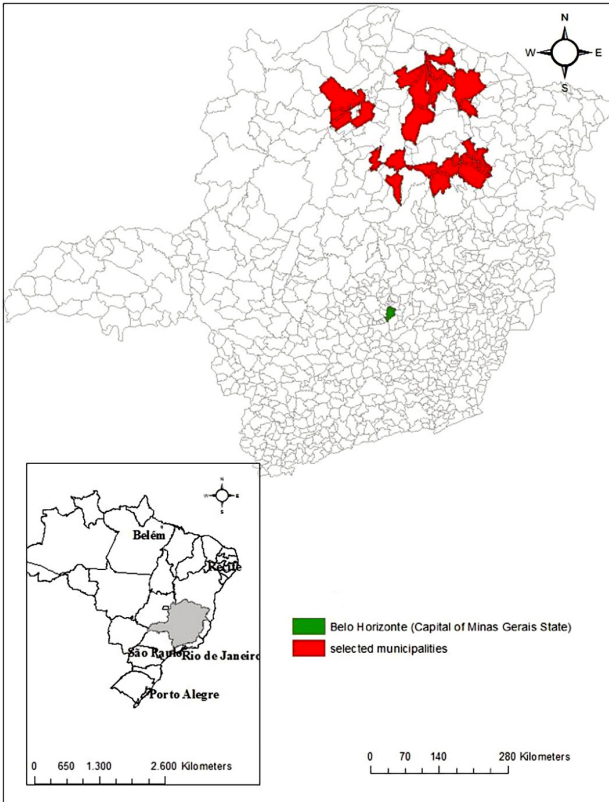 N
W E
S
N
W E
S
Belém
Recife
São Paulo
Rio de Janeiro
Porto Alegre
0 650 1.300 2.600 Kilometers
Belo Horizonte (Capital of Minas Gerais State)
selected municipalities
0 70 140 280 Kilometers